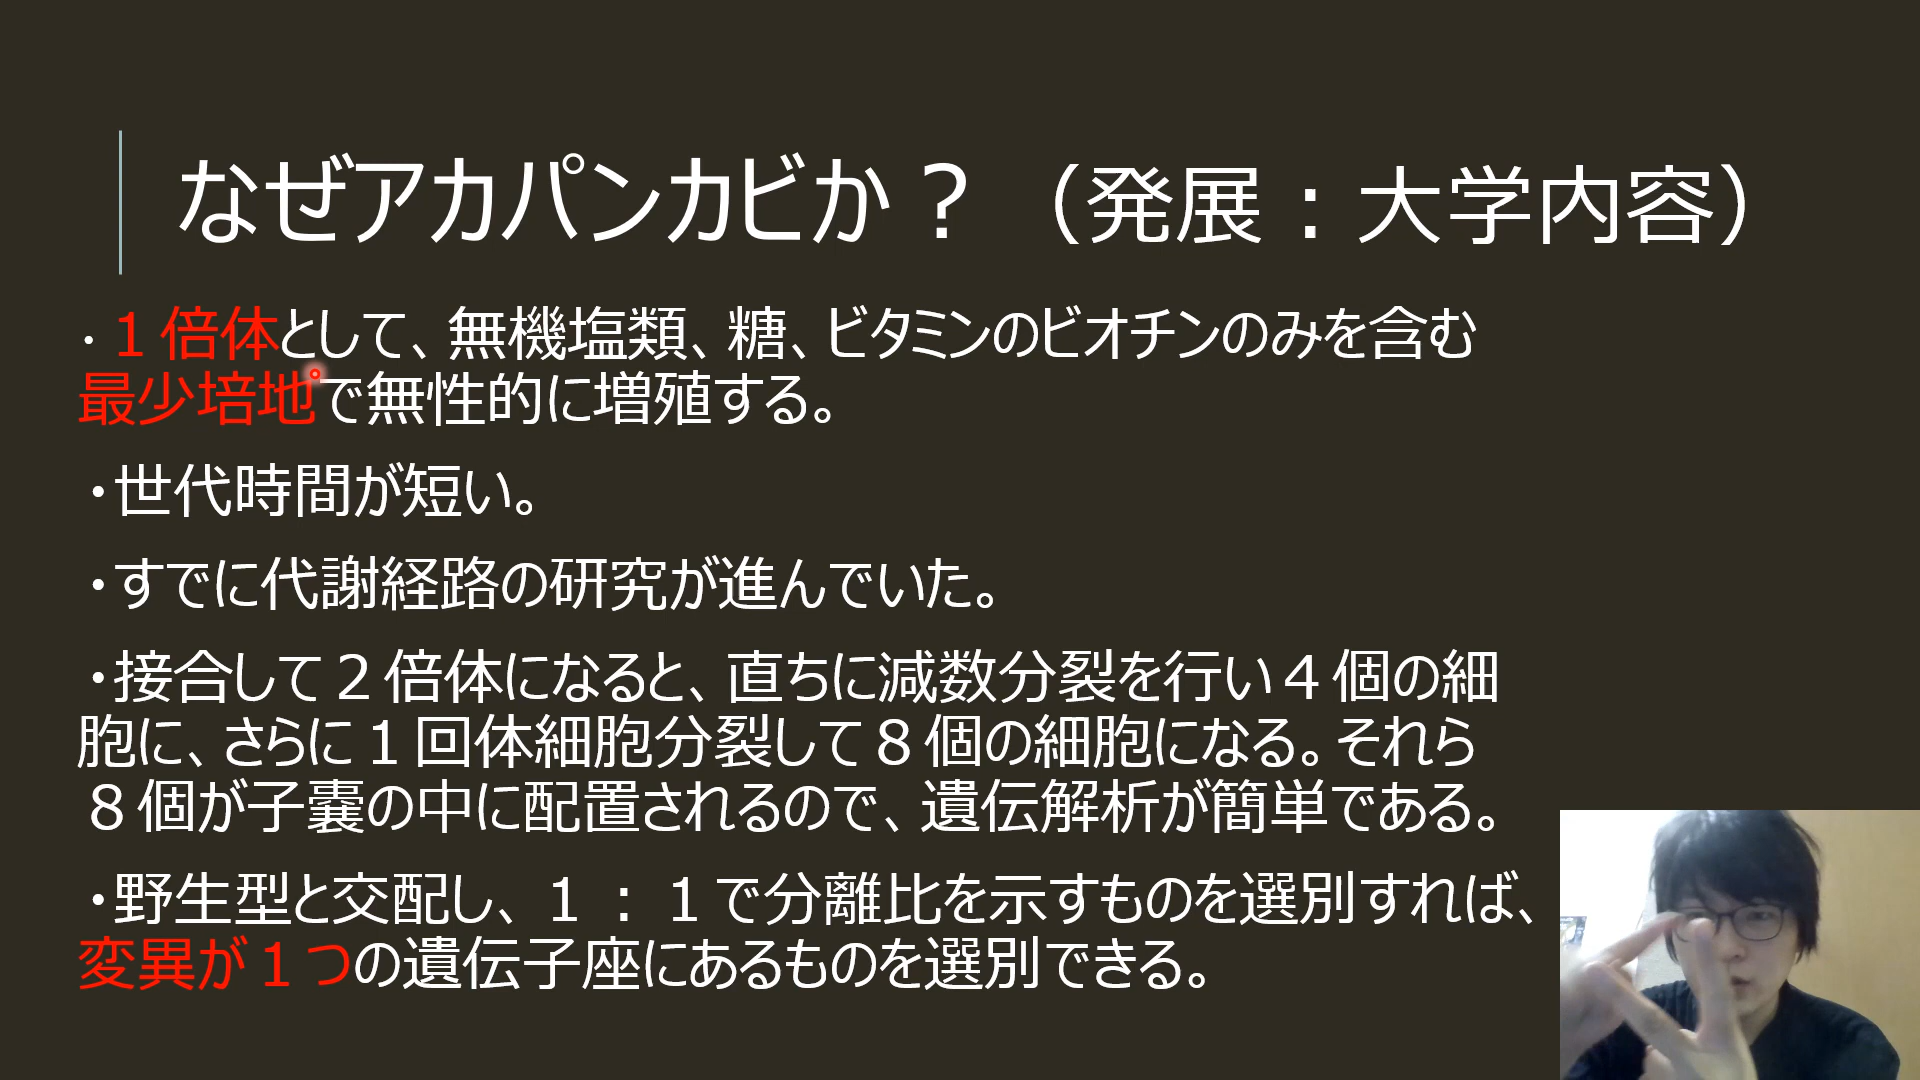 なぜアカパンカビか？（発展：大学内容）
・１倍体として、無機塩類、糖、ビタミンのビオチンのみを含む
最少培地で無性的に増殖する。
・世代時間が短い。
・すでに代謝経路の研究が進んでいた。
・接合して２倍体になると、直ちに減数分裂を行い４個の細
胞に、さらに１回体細胞分裂して８個の細胞になる。それら
８個が子嚢の中に配置されるので、遺伝解析が簡単である。
・野生型と交配し、１：１で分離比を示すものを選別すれば、
変異が１つの遺伝子座にあるものを選別できる。